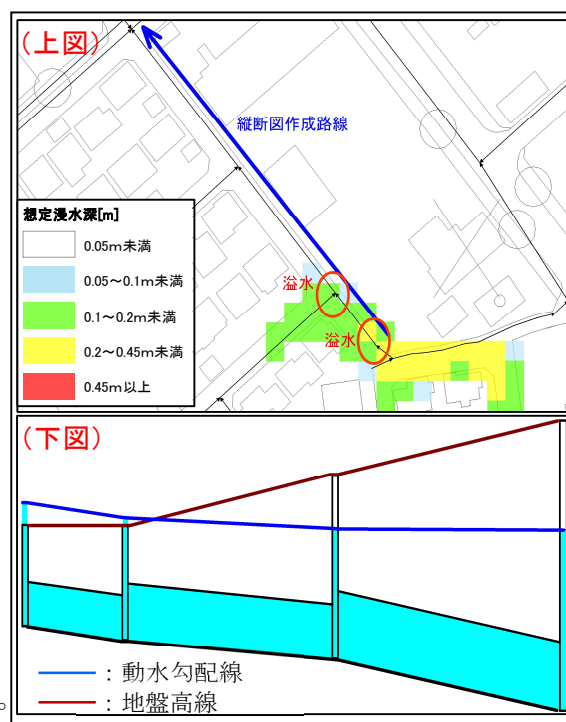 (上図)
縦断図作成路線
想定浸水深[m]
0.05m未満
0.05～0.1m未満
0.1～0.2m未満
0.2～0.45m未満
0.45m以上
溢水
溢水
(下図)
：動水勾配線
：地盤高線
。